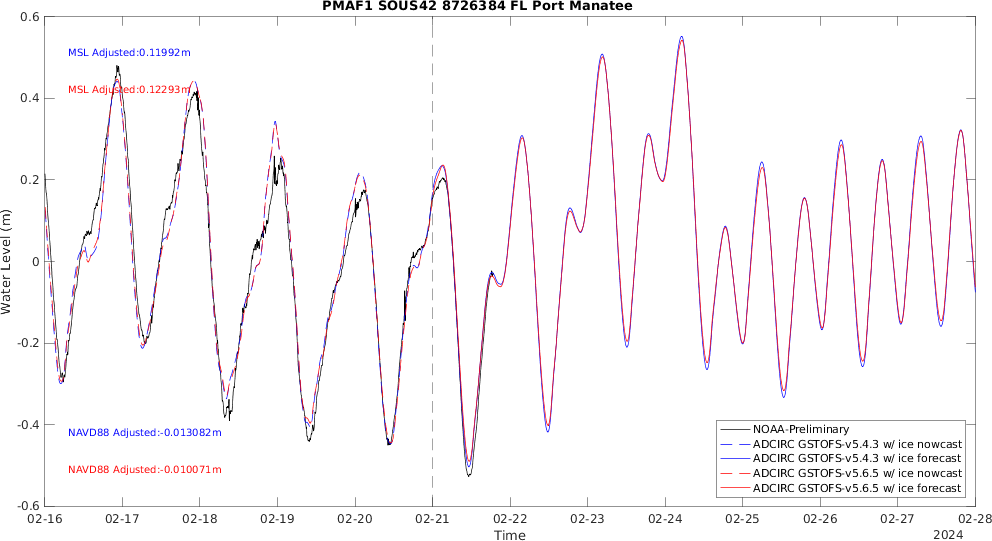 PMAF1 SOUS42 8726384 FL Port Manatee
0.6
0.4
0.2
0
-0.2
-0.4
-0.6
Water Level (m)
MSL Adjusted:0.11992m
MSL Adjusted:0.12293m
NAVD88 Adjusted:-0.013082m
NAVD88 Adjusted:-0.010071m
NOAA-Preliminary
ADCIRC GSTOFS-v5.4.3 w/ ice nowcast
ADCIRC GSTOFS-v5.4.3 w/ ice forecast
ADCIRC GSTOFS-v5.6.5 w/ ice nowcast
ADCIRC GSTOFS-v5.6.5 w/ ice forecast
02-16 02-17 02-18 02-19 02-20 02-21 02-22 02-23 02-24 02-25 02-26 02-27 02-28
Time
2024